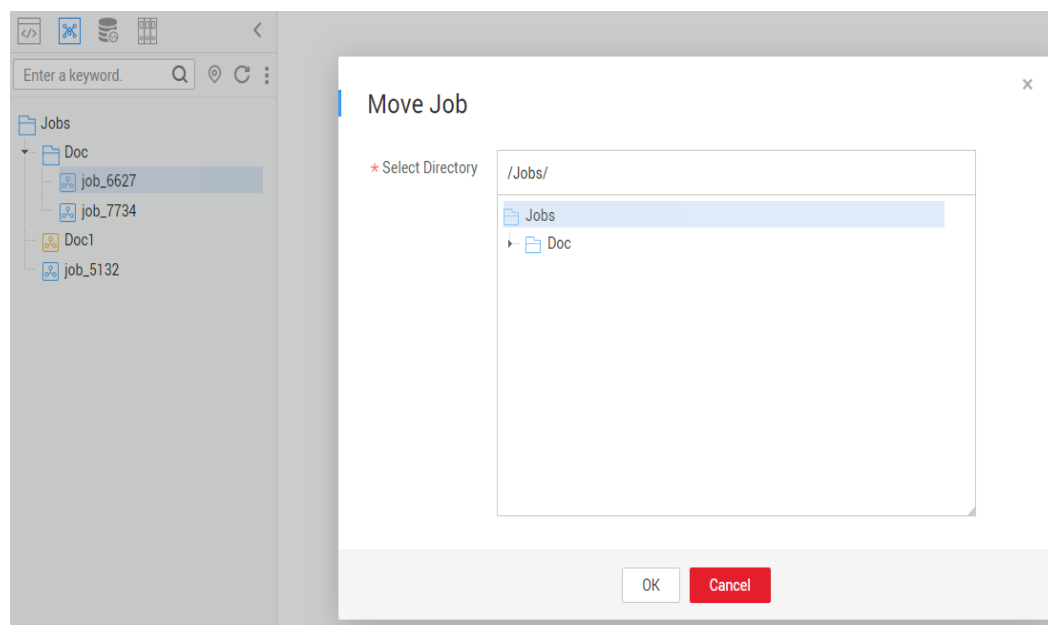 </>
Enter a keyword.
Jobs
Doc
job_6627
job_7734
Doc1
job_5132
Move Job
×
* Select Directory
/Jobs/
Jobs
Doc
OK
Cancel